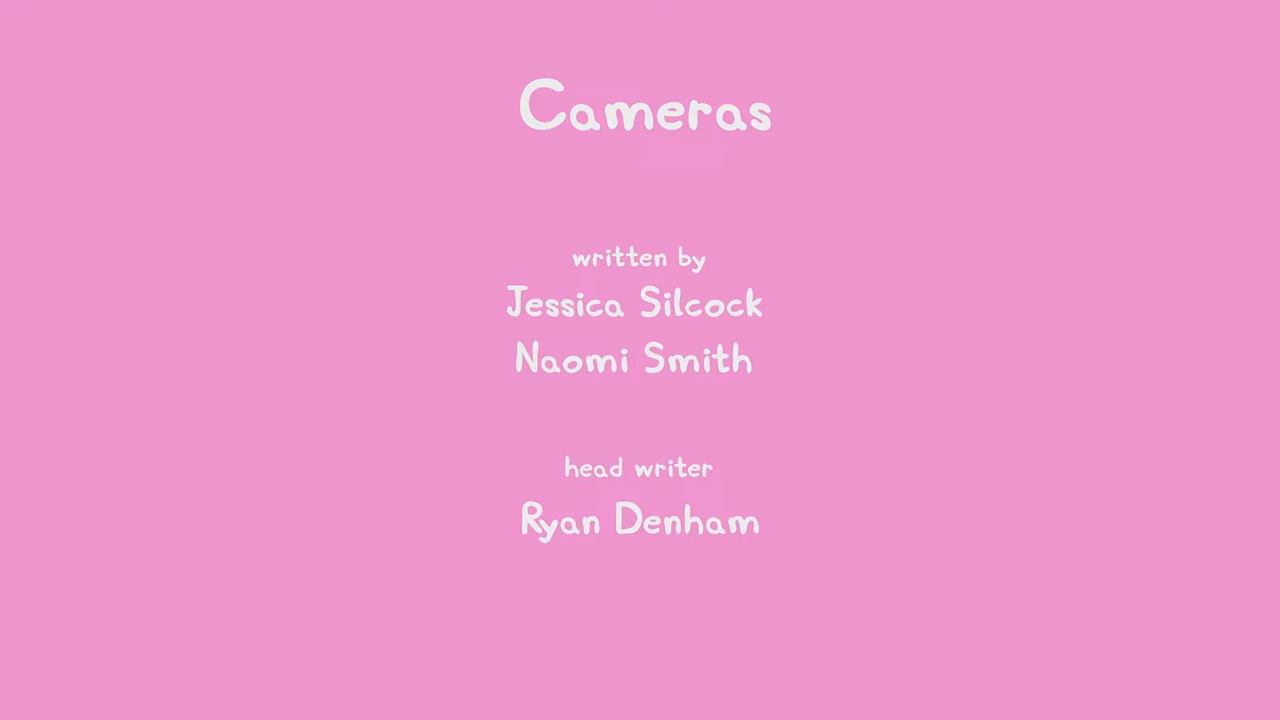 Cameras
written by
Jessica Silcock
Naomi Smith
head writer
Ryan Denham